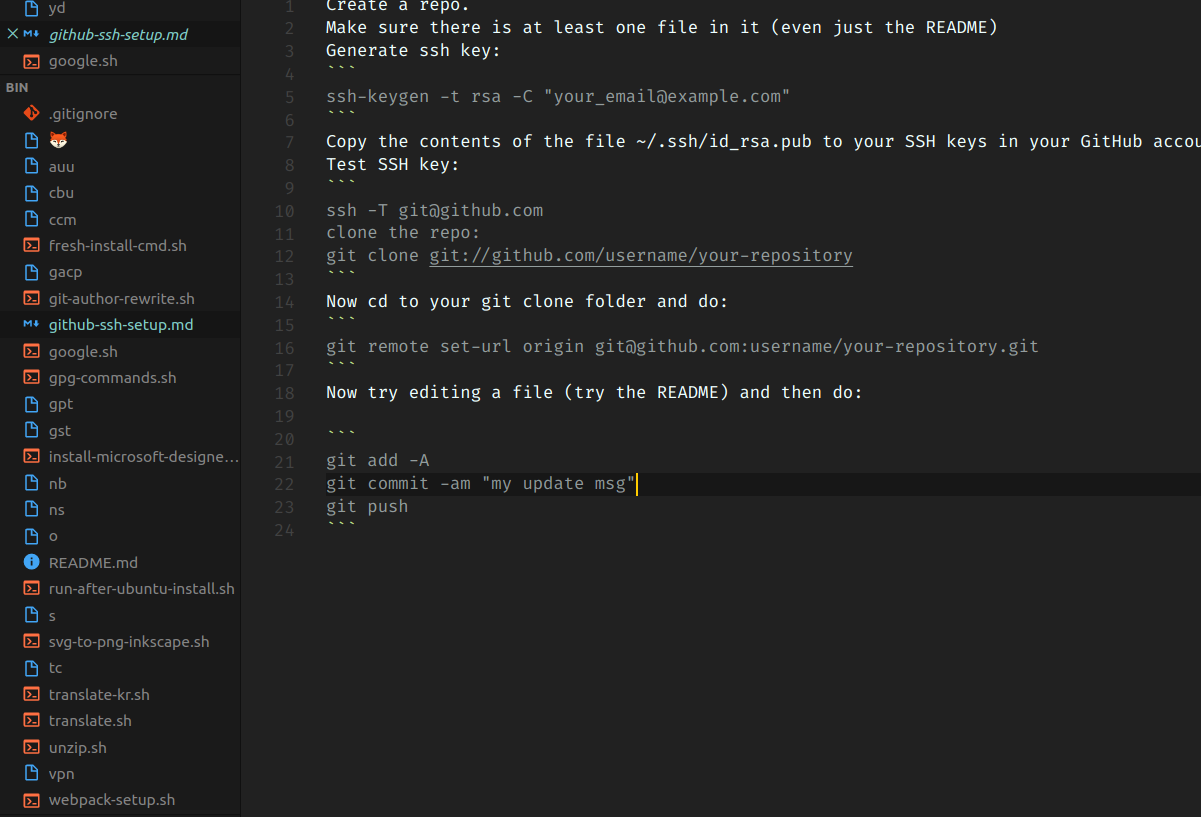 yd
github-ssh-setup.md
google.sh
BIN
.gitignore
🦊
auu
cbu
ccm
fresh-install-cmd.sh
gacp
git-author-rewrite.sh
github-ssh-setup.md
google.sh
gpg-commands.sh
gpt
gst
install-microsoft-designe...
nb
ns
o
README.md
run-after-ubuntu-install.sh
s
svg-to-png-inkscape.sh
tc
translate-kr.sh
translate.sh
unzip.sh
vpn
webpack-setup.sh
1 Create a repo.
2 Make sure there is at least one file in it (even just the README)
3 Generate ssh key:
4 ```
5 ssh-keygen -t rsa -C "your_email@example.com"
6 ```
7 Copy the contents of the file ~/.ssh/id_rsa.pub to your SSH keys in your GitHub accou
8 Test SSH key:
9 ```
10 ssh -T git@github.com
11 clone the repo:
12 git clone git://github.com/username/your-repository
13 ```
14 Now cd to your git clone folder and do:
15 ```
16 git remote set-url origin git@github.com:username/your-repository.git
17 ```
18 Now try editing a file (try the README) and then do:
19
20 ```
21 git add -A
22 git commit -am "my update msg"
23 git push
24 ```